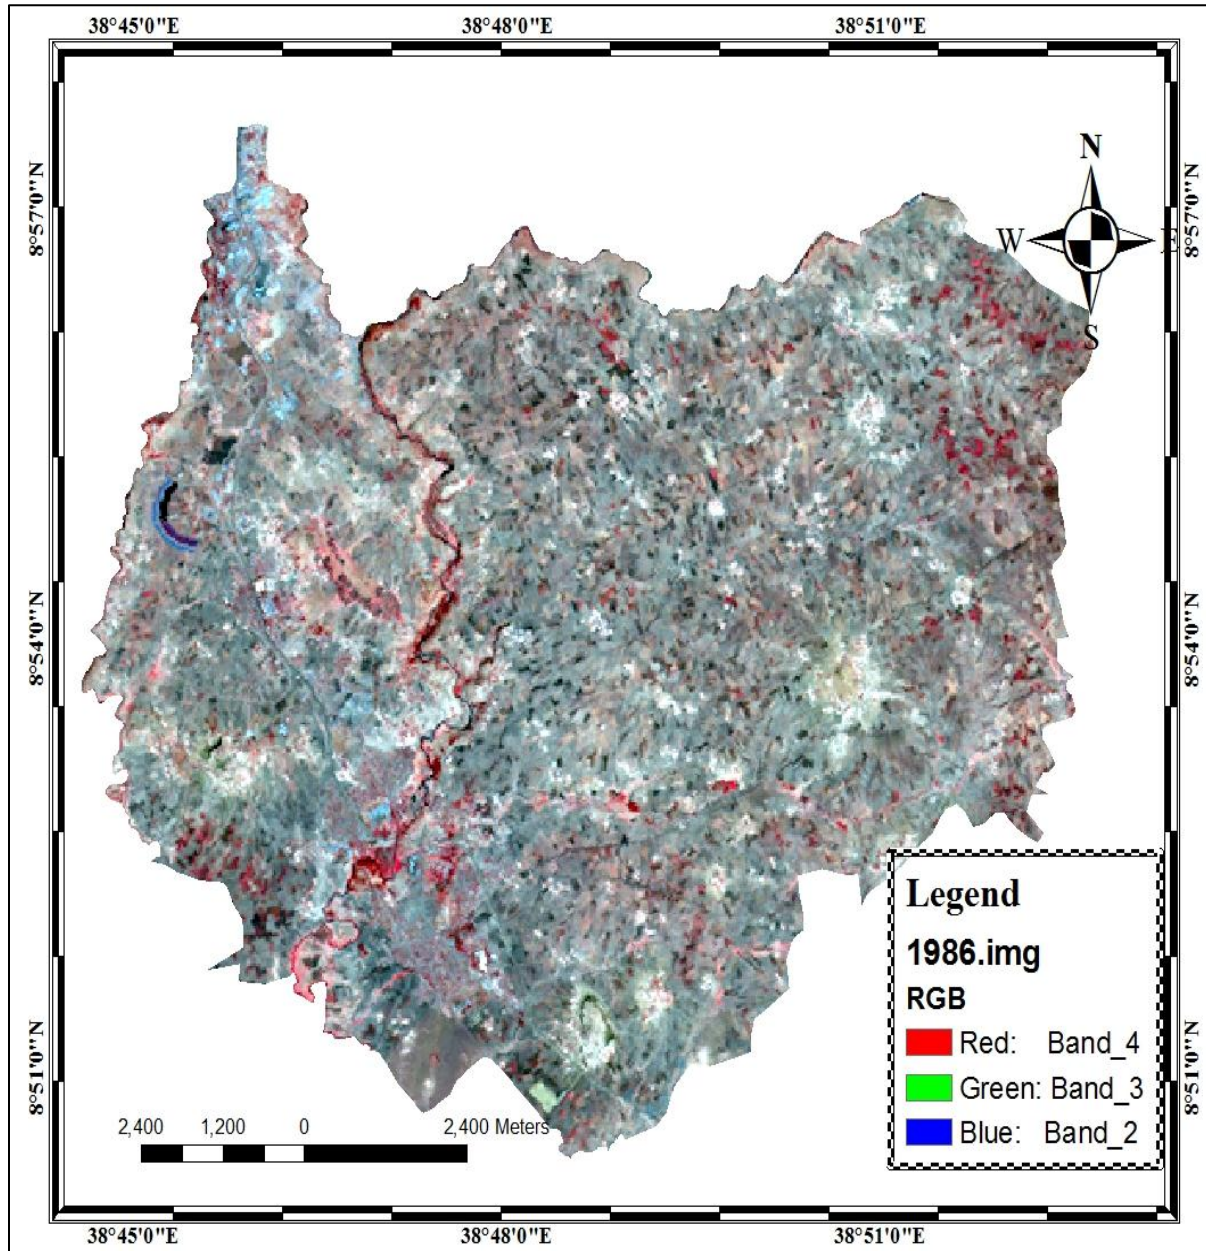 38°45'0"E 38°48'0"E 38°51'0"E
N
8°57'0"N 8°57'0"N
W E
S
8°54'0"N 8°54'0"N
Legend
1986.img
RGB
Red: Band_4
Green: Band_3
Blue: Band_2
8°51'0"N 8°51'0"N
2,400 1,200 0 2,400 Meters
38°45'0"E 38°48'0"E 38°51'0"E